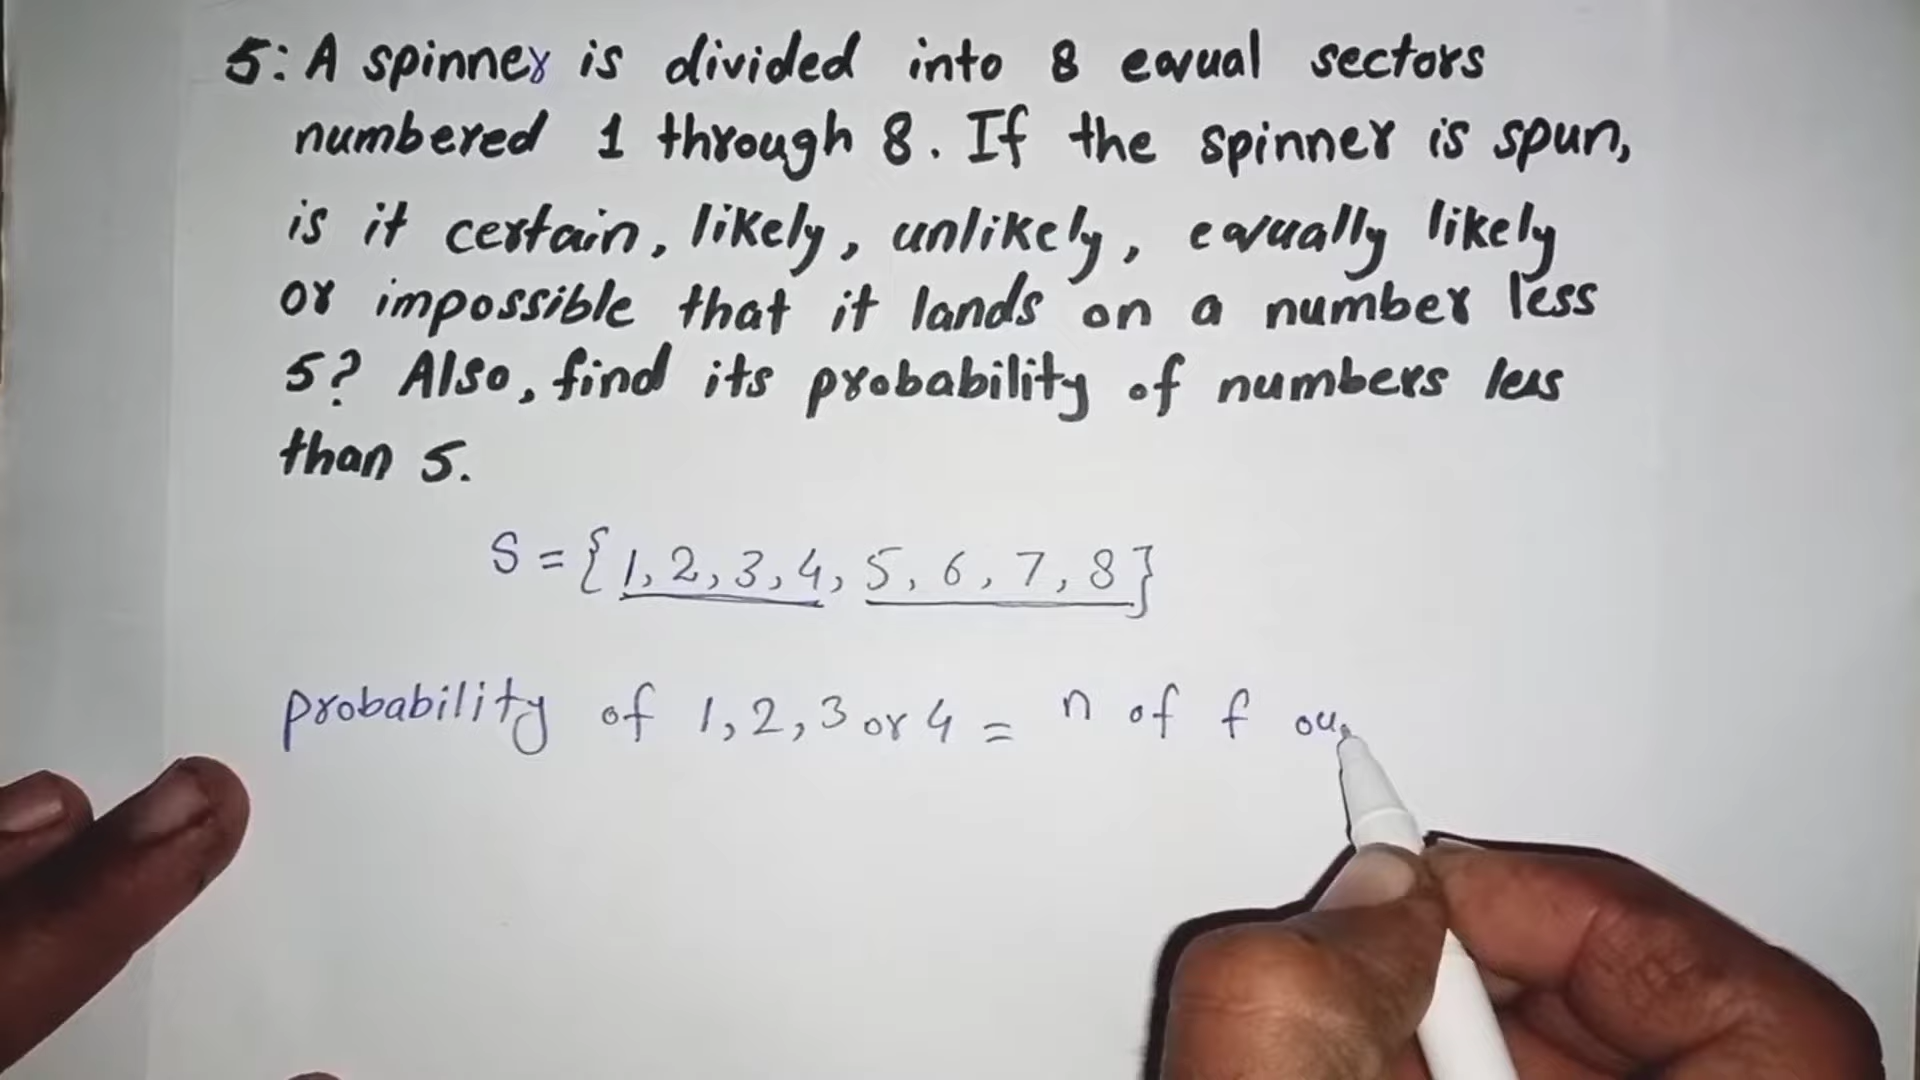 5: A spinner is divided into 8 equal sectors
numbered 1 through 8. If the spinner is spun,
is it certain, likely, unlikely, equally likely
or impossible that it lands on a number less
5? Also, find its probability of numbers less
than 5.
S = {1, 2, 3, 4, 5, 6, 7, 8}
probability of 1, 2, 3 or 4 = n of f ou